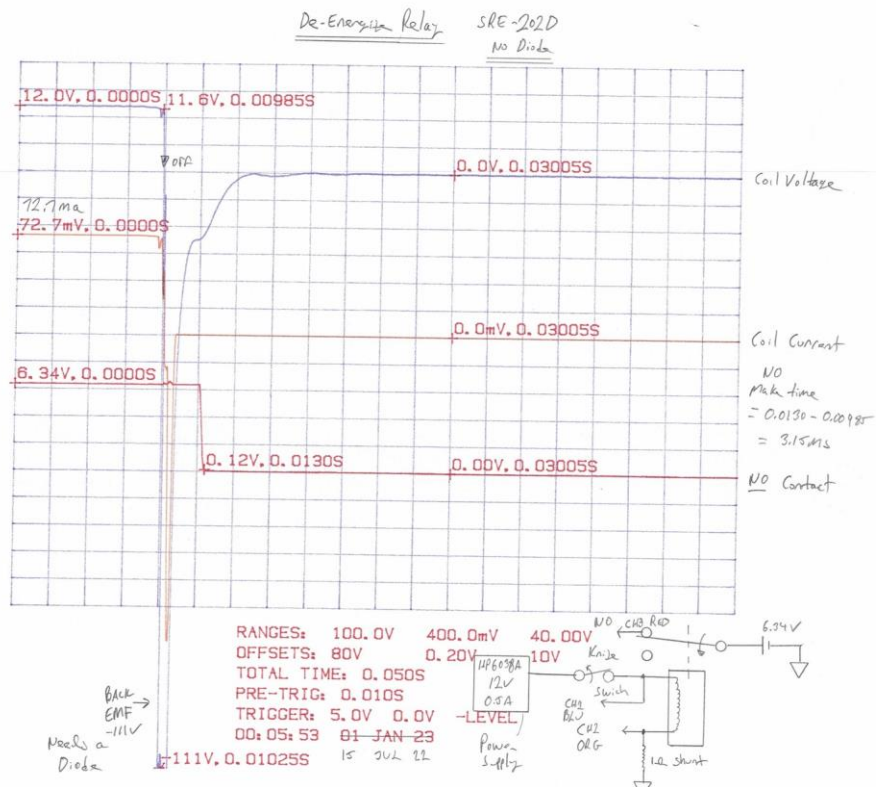 De-Energize Relay SRE-202D
No Diode
12.0V, 0.0000S 11.6V, 0.00985S
OFF
0.0V, 0.03005S
Coil Voltage
72.7ma
72.7mV, 0.0000S
0.0mV, 0.03005S
Coil Current
6.34V, 0.0000S
NO
Make time
= 0.0130 - 0.00985
= 3.15ms
0.12V, 0.0130S
0.00V, 0.03005S
NO Contact
RANGES: 100.0V 400.0mV 40.00V
OFFSETS: 80V 0.20V 10V
TOTAL TIME: 0.050S
PRE-TRIG: 0.010S
TRIGGER: 5.0V 0.0V -LEVEL
00:05:53 01 JAN 23
15 JUL 22
BACK
EMF
-111V
Needs a
Diode
-111V, 0.01025S
NO CH3 RED
6.34V
Knife
Swich
HP6038A
12V
0.5A
Power
Supply
CH1
BLU
CH2
ORG
1Ω Shunt